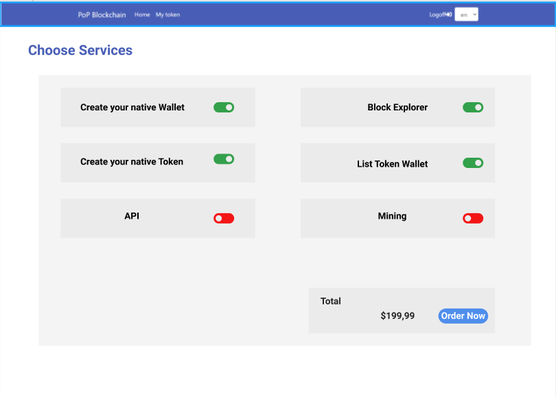 PoP Blockchain Home My token Logoff en
Choose Services
Create your native Wallet Block Explorer
Create your native Token List Token Wallet
API Mining
Total
$199,99 Order Now